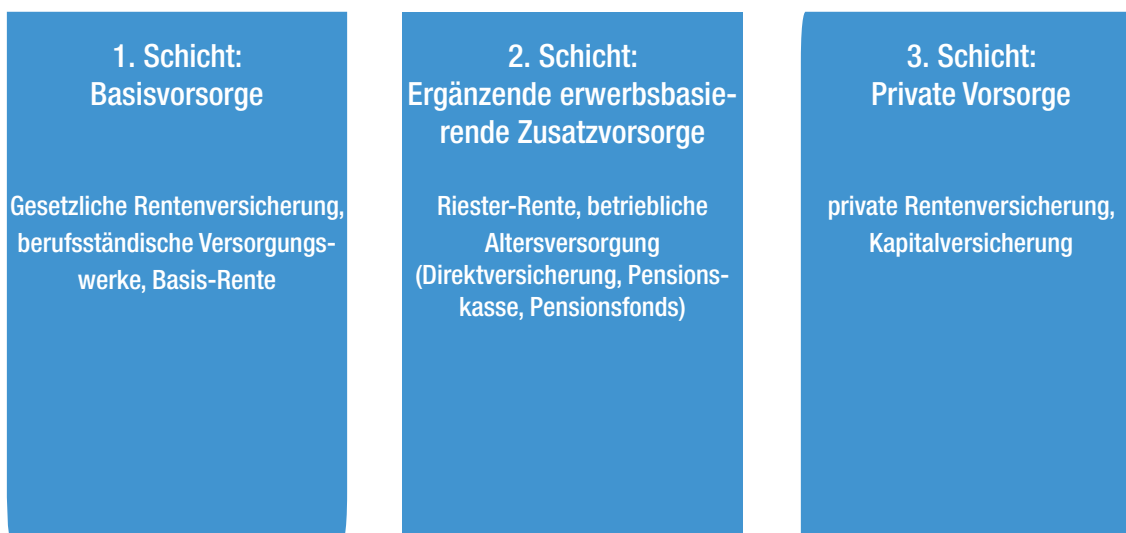 1. Schicht:
Basisvorsorge
Gesetzliche Rentenversicherung,
berufsständische Versorgungs-
werke, Basis-Rente
2. Schicht:
Ergänzende erwerbsbasie-
rende Zusatzvorsorge
Riester-Rente, betriebliche
Altersversorgung
(Direktversicherung, Pensions-
kasse, Pensionsfonds)
3. Schicht:
Private Vorsorge
private Rentenversicherung,
Kapitalversicherung